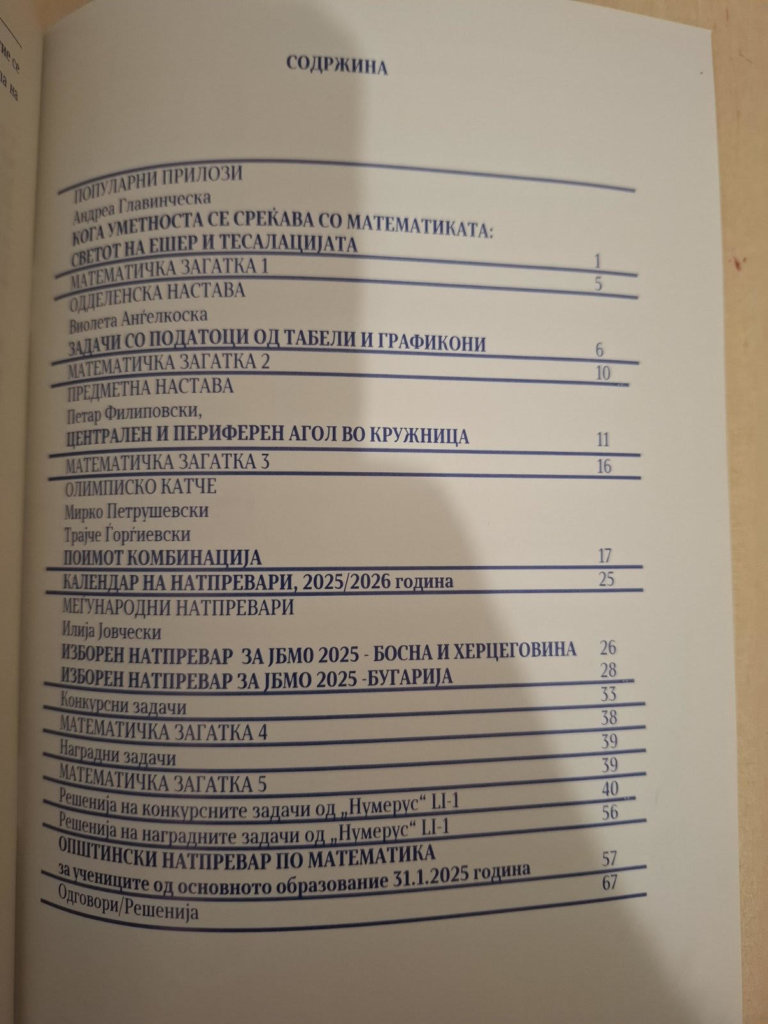 СОДРЖИНА
ПОПУЛАРНИ ПРИЛОЗИ
Андреа Главинческа
КОГА УМЕТНОСТА СЕ СРЕЌАВА СО МАТЕМАТИКАТА:
СВЕТОТ НА ЕШЕР И ТЕСАЛАЦИЈАТА 1
МАТЕМАТИЧКА ЗАГАТКА 1 5
ОДДЕЛЕНСКА НАСТАВА
Виолета Анѓелкоска
ЗАДАЧИ СО ПОДАТОЦИ ОД ТАБЕЛИ И ГРАФИКОНИ 6
МАТЕМАТИЧКА ЗАГАТКА 2 10
ПРЕДМЕТНА НАСТАВА
Петар Филиповски,
ЦЕНТРАЛЕН И ПЕРИФЕРЕН АГОЛ ВО КРУЖНИЦА 11
МАТЕМАТИЧКА ЗАГАТКА 3 16
ОЛИМПИСКО КАТЧЕ
Мирко Петрушевски
Трајче Ѓорѓиевски
ПОИМОТ КОМБИНАЦИЈА 17
КАЛЕНДАР НА НАТПРЕВАРИ, 2025/2026 година 25
МЕЃУНАРОДНИ НАТПРЕВАРИ
Илија Јовчески
ИЗБОРЕН НАТПРЕВАР ЗА ЈБМ0 2025 - БОСНА И ХЕРЦЕГОВИНА 26
ИЗБОРЕН НАТПРЕВАР ЗА ЈБМО 2025 -БУГАРИЈА 28
Конкурсни задачи 33
МАТЕМАТИЧКА ЗАГАТКА 4 38
Наградни задачи 39
МАТЕМАТИЧКА ЗАГАТКА 5 39
Решенија на конкурсните задачи од „Нумерус“ LI-1 40
Решенија на наградните задачи од „Нумерус“ LI-1 56
ОПШТИНСКИ НАТПРЕВАР ПО МАТЕМАТИКА
за учениците од основното образование 31.1.2025 година 57
Одговори/Решенија 67